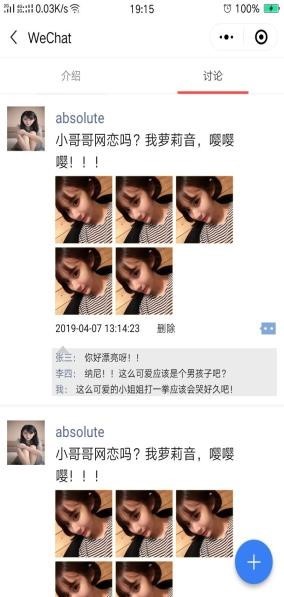 0.03K/s 19:15 100%
WeChat
介绍 讨论
absolute
小哥哥网恋吗？我萝莉音，嘤嘤
嘤！！！
2019-04-07 13:14:23 删除
张三： 你好漂亮呀！！
李四： 纳尼！！这么可爱应该是个男孩子吧？
我： 这么可爱的小姐姐打一拳应该会哭好久吧！
absolute
小哥哥网恋吗？我萝莉音，嘤嘤
嘤！！！